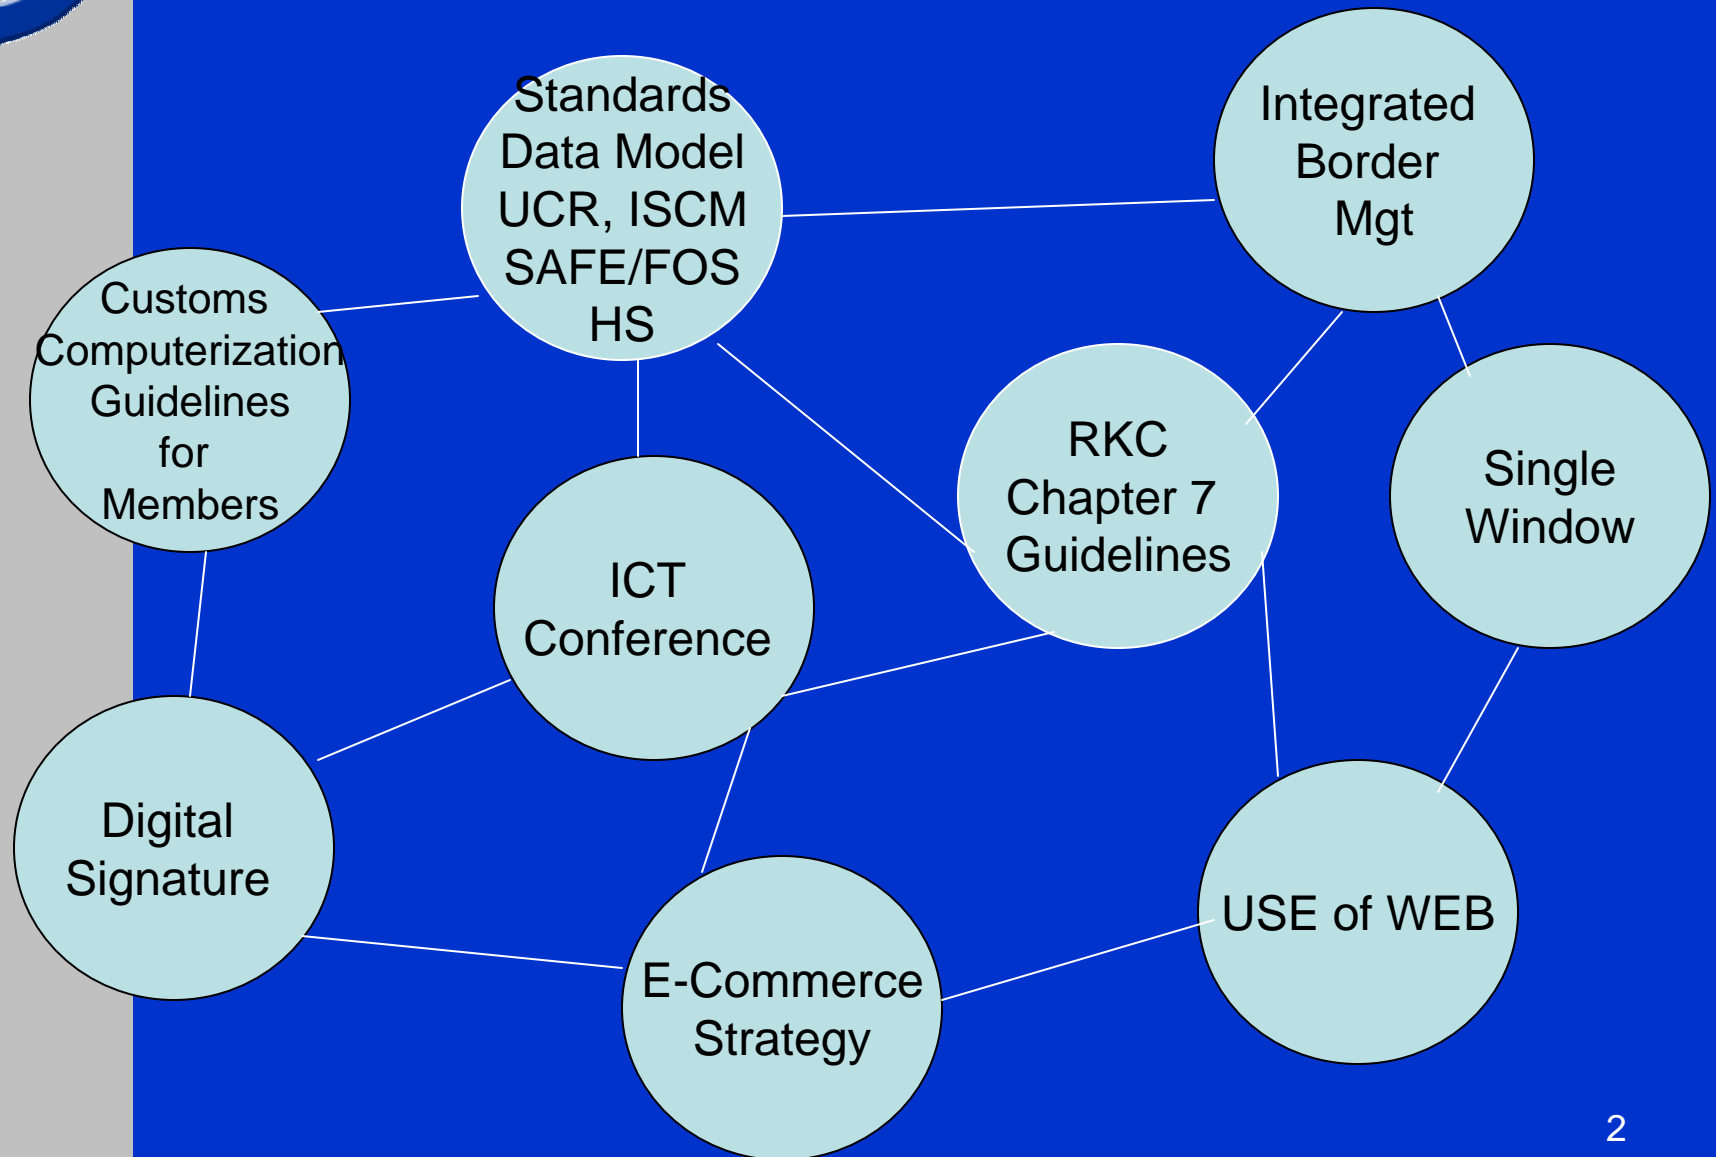 Standards
Data Model
UCR, ISCM
SAFE/FOS
HS
Integrated
Border
Mgt
Customs
Computerization
Guidelines
for
Members
RKC
Chapter 7
Guidelines
Single
Window
ICT
Conference
Digital
Signature
E-Commerce
Strategy
USE of WEB
2